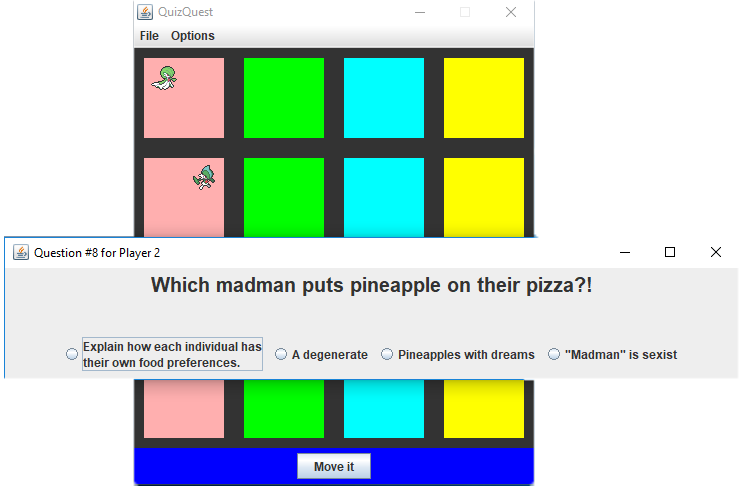 QuizQuest
File Options
Question #8 for Player 2
Which madman puts pineapple on their pizza?!
Explain how each individual has
their own food preferences.
A degenerate
Pineapples with dreams
"Madman" is sexist
Move it